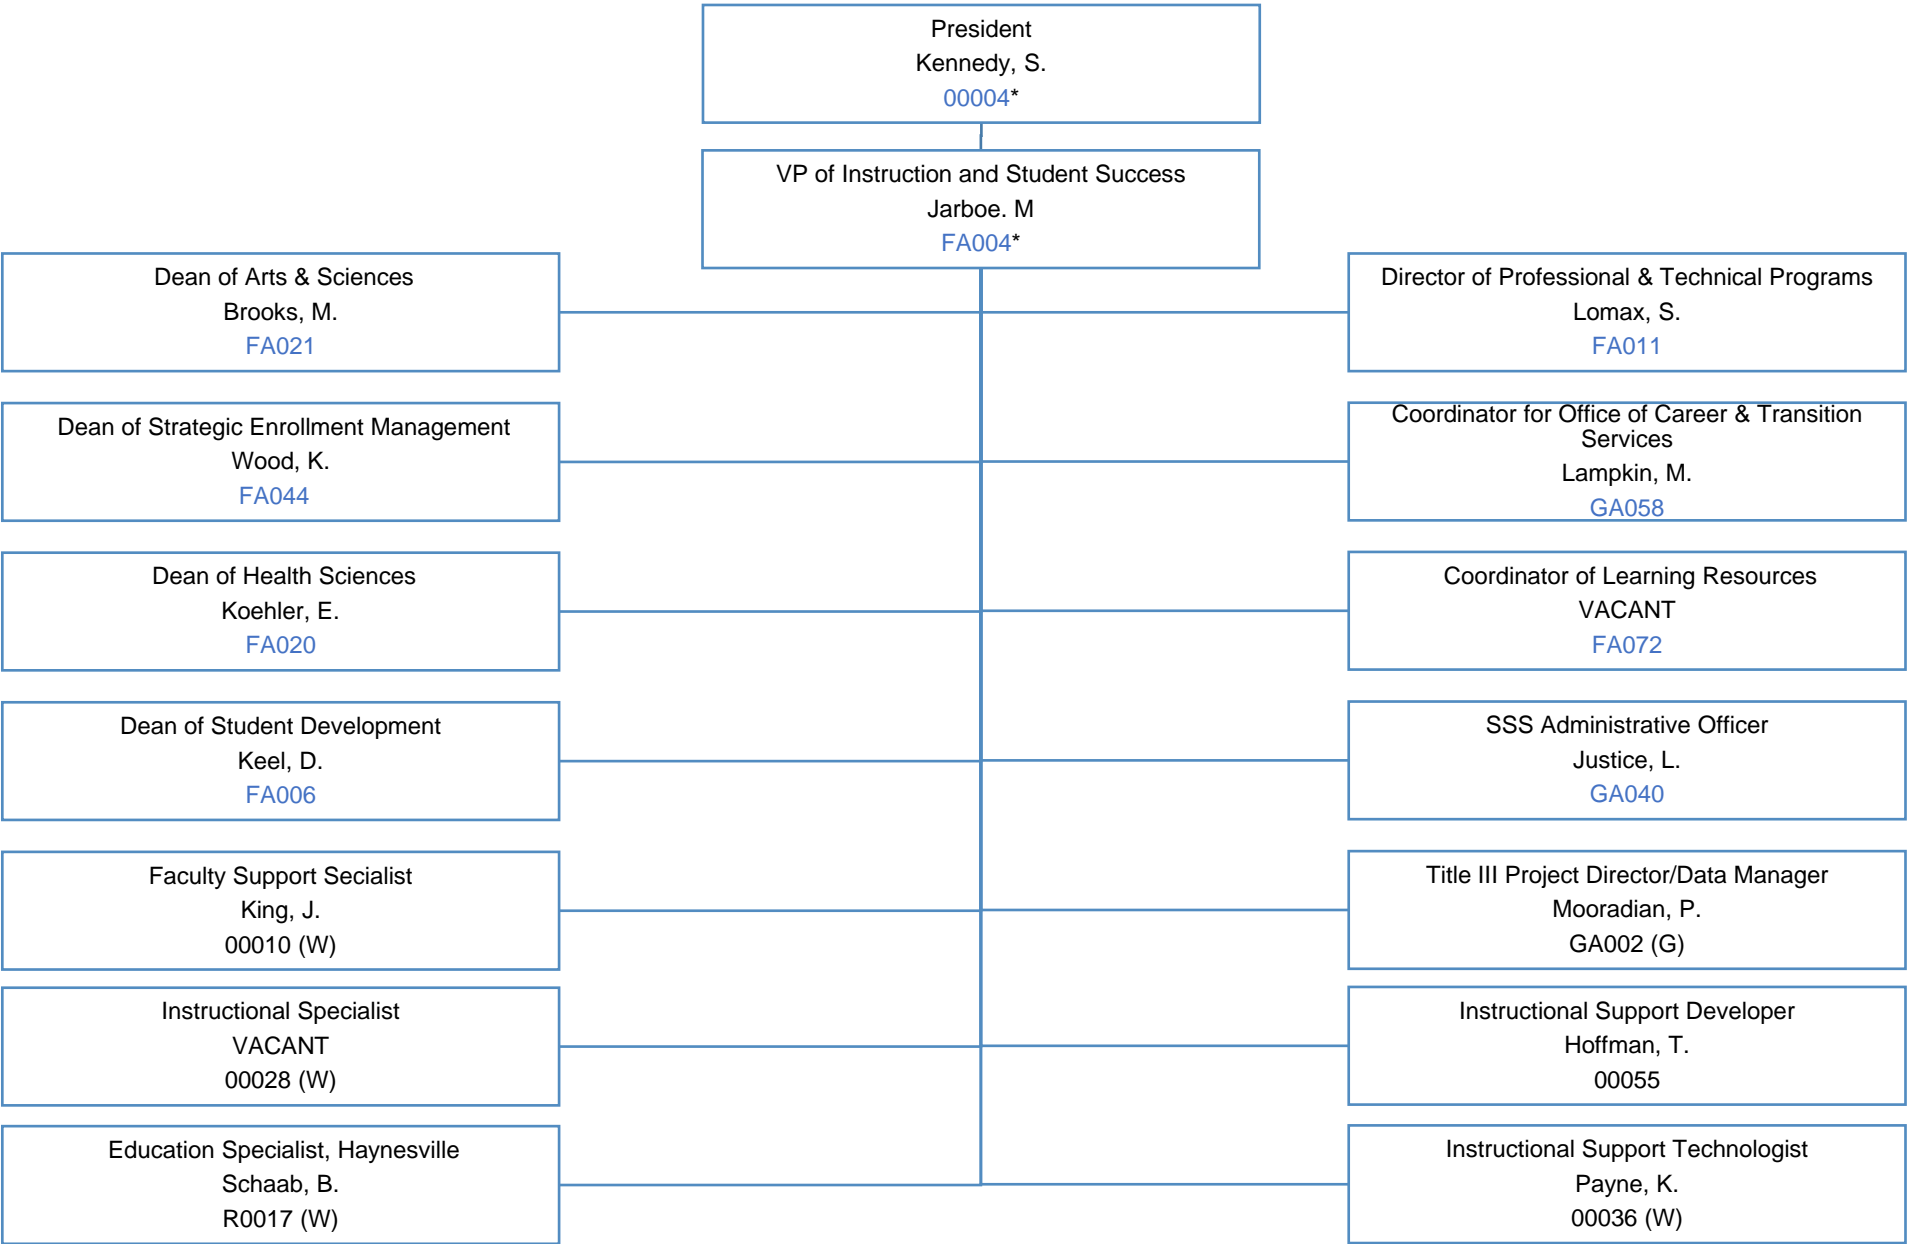 President
Kennedy, S.
00004*
VP of Instruction and Student Success
Jarboe. M
FA004*
Dean of Arts & Sciences
Brooks, M.
FA021
Director of Professional & Technical Programs
Lomax, S.
FA011
Dean of Strategic Enrollment Management
Wood, K.
FA044
Coordinator for Office of Career & Transition
Services
Lampkin, M.
GA058
Dean of Health Sciences
Koehler, E.
FA020
Coordinator of Learning Resources
VACANT
FA072
Dean of Student Development
Keel, D.
FA006
SSS Administrative Officer
Justice, L.
GA040
Faculty Support Secialist
King, J.
00010 (W)
Title III Project Director/Data Manager
Mooradian, P.
GA002 (G)
Instructional Specialist
VACANT
00028 (W)
Instructional Support Developer
Hoffman, T.
00055
Education Specialist, Haynesville
Schaab, B.
R0017 (W)
Instructional Support Technologist
Payne, K.
00036 (W)